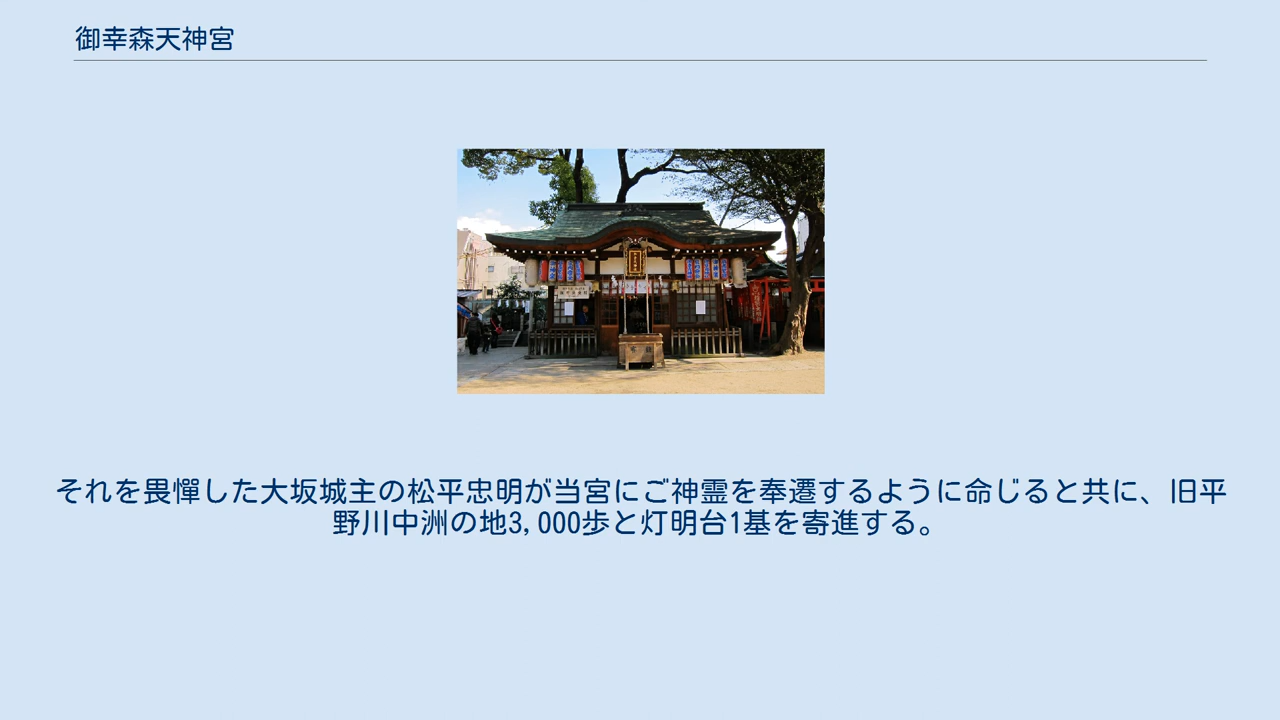 御幸森天神宮
それを畏憚した大坂城主の松平忠明が当宮にご神霊を奉遷するように命じると共に、旧平
野川中洲の地3,000歩と灯明台1基を寄進する。